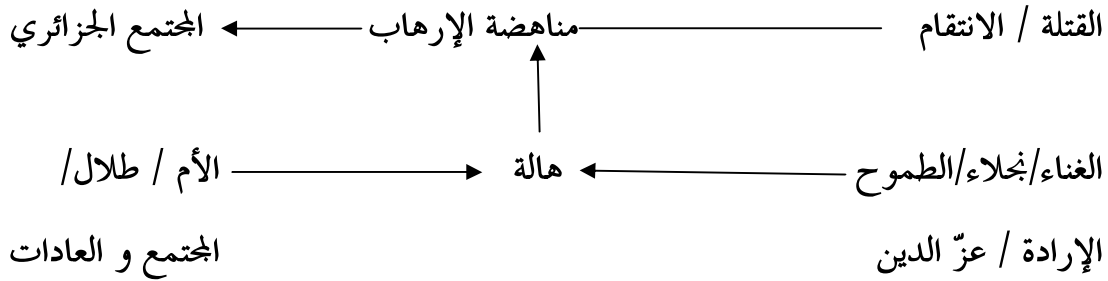 القتلة / الانتقام مناهضة الإرهاب المجتمع الجزائري
الغناء/نجلاء/الطموح هالة الأم / طلال/
الإرادة / عزّ الدين المجتمع و العادات